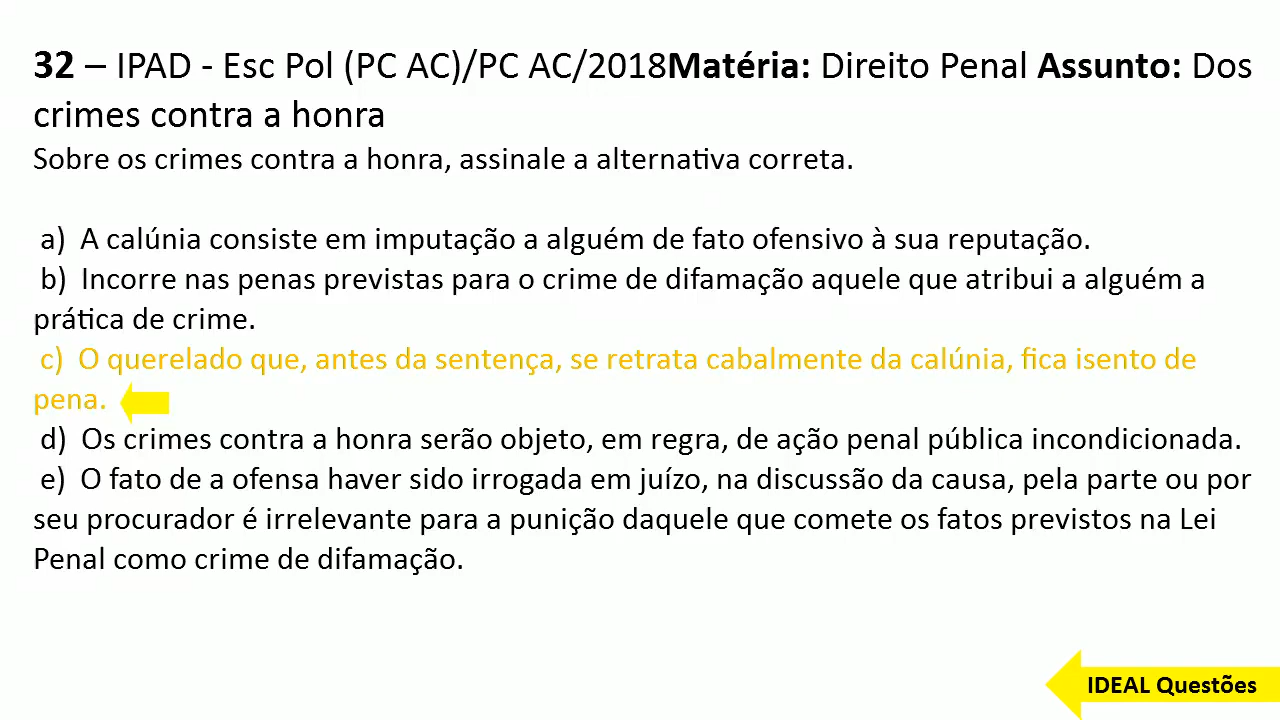 32 – IPAD - Esc Pol (PC AC)/PC AC/2018Matéria: Direito Penal Assunto: Dos
crimes contra a honra
Sobre os crimes contra a honra, assinale a alternativa correta.
a) A calúnia consiste em imputação a alguém de fato ofensivo à sua reputação.
b) Incorre nas penas previstas para o crime de difamação aquele que atribui a alguém a
prática de crime.
c) O querelado que, antes da sentença, se retrata cabalmente da calúnia, fica isento de
pena.
d) Os crimes contra a honra serão objeto, em regra, de ação penal pública incondicionada.
e) O fato de a ofensa haver sido irrogada em juízo, na discussão da causa, pela parte ou por
seu procurador é irrelevante para a punição daquele que comete os fatos previstos na Lei
Penal como crime de difamação.
IDEAL Questões